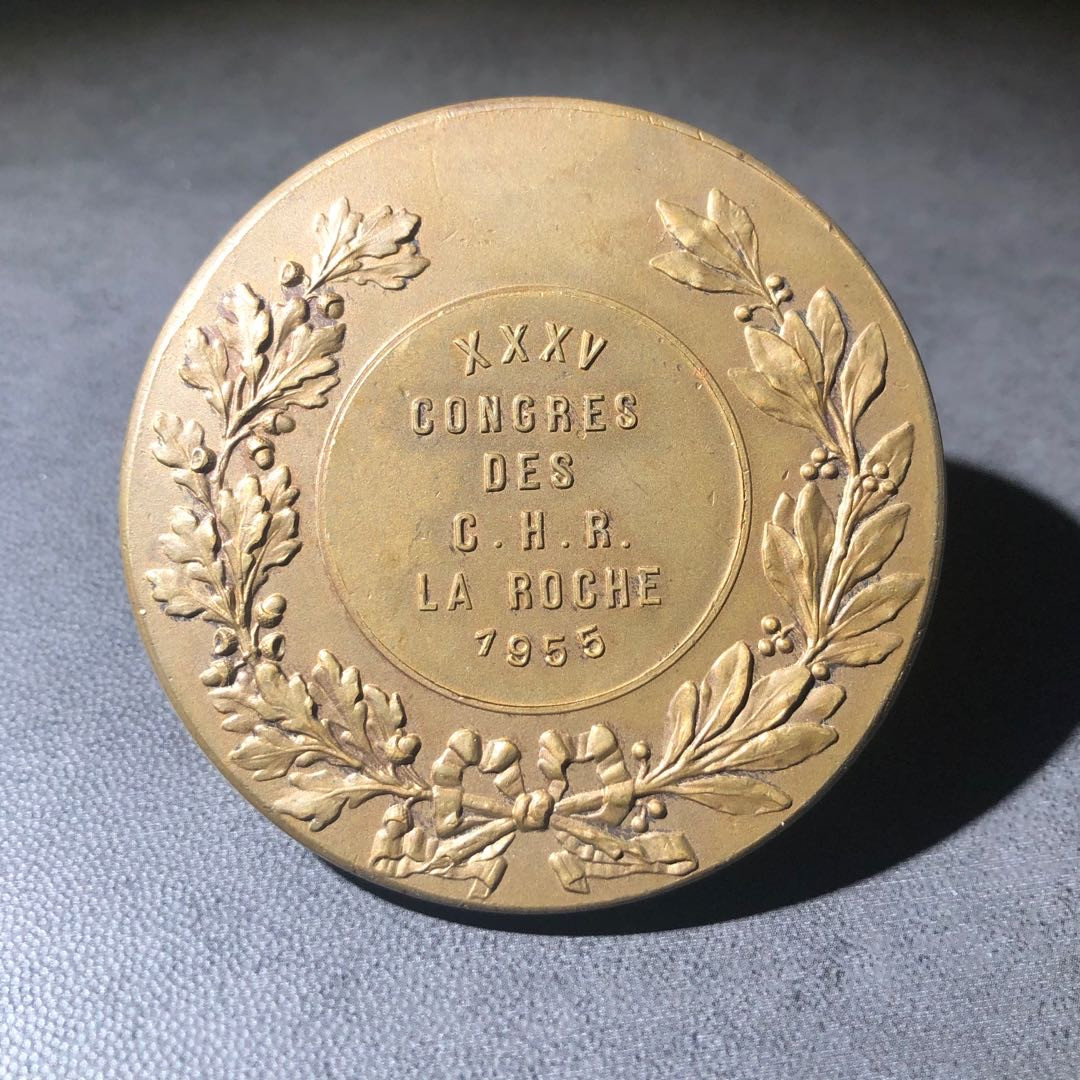 XXXV
CONGRES
DES
C.H.R.
LA ROCHE
1955